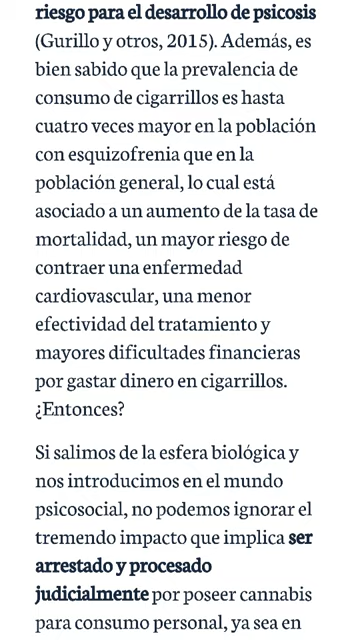 riesgo para el desarrollo de psicosis
(Gurillo y otros, 2015). Además, es
bien sabido que la prevalencia de
consumo de cigarrillos es hasta
cuatro veces mayor en la población
con esquizofrenia que en la
población general, lo cual está
asociado a un aumento de la tasa de
mortalidad, un mayor riesgo de
contraer una enfermedad
cardiovascular, una menor
efectividad del tratamiento y
mayores dificultades financieras
por gastar dinero en cigarrillos.
¿Entonces?
Si salimos de la esfera biológica y
nos introducimos en el mundo
psicosocial, no podemos ignorar el
tremendo impacto que implica ser
arrestado y procesado
judicialmente por poseer cannabis
para consumo personal, ya sea en